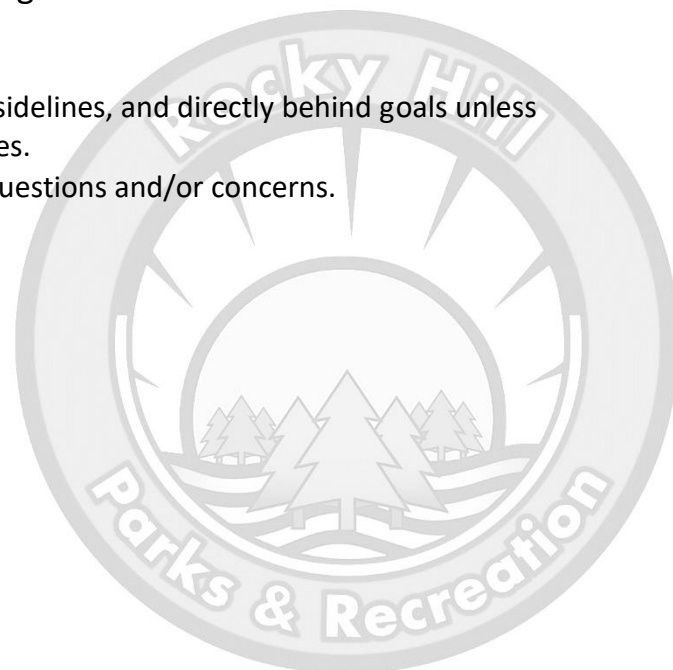 sidelines, and directly behind goals unless
es.
uestions and/or concerns.
Rocky Hill
Parks & Recreation